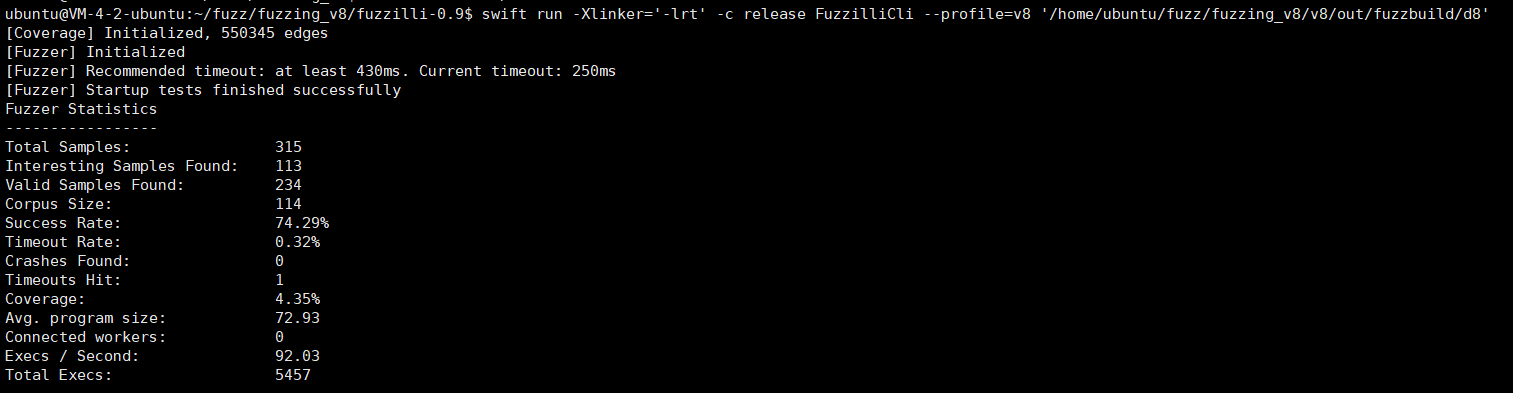 ubuntu@VM-4-2-ubuntu:~/fuzz/fuzzing_v8/fuzzilli-0.9$ swift run -Xlinker='-lrt' -c release FuzzilliCli --profile=v8 '/home/ubuntu/fuzz/fuzzing_v8/v8/out/fuzzbuild/d8'
[Coverage] Initialized, 550345 edges
[Fuzzer] Initialized
[Fuzzer] Recommended timeout: at least 430ms. Current timeout: 250ms
[Fuzzer] Startup tests finished successfully
Fuzzer Statistics
-----------------
Total Samples: 315
Interesting Samples Found: 113
Valid Samples Found: 234
Corpus Size: 114
Success Rate: 74.29%
Timeout Rate: 0.32%
Crashes Found: 0
Timeouts Hit: 1
Coverage: 4.35%
Avg. program size: 72.93
Connected workers: 0
Execs / Second: 92.03
Total Execs: 5457